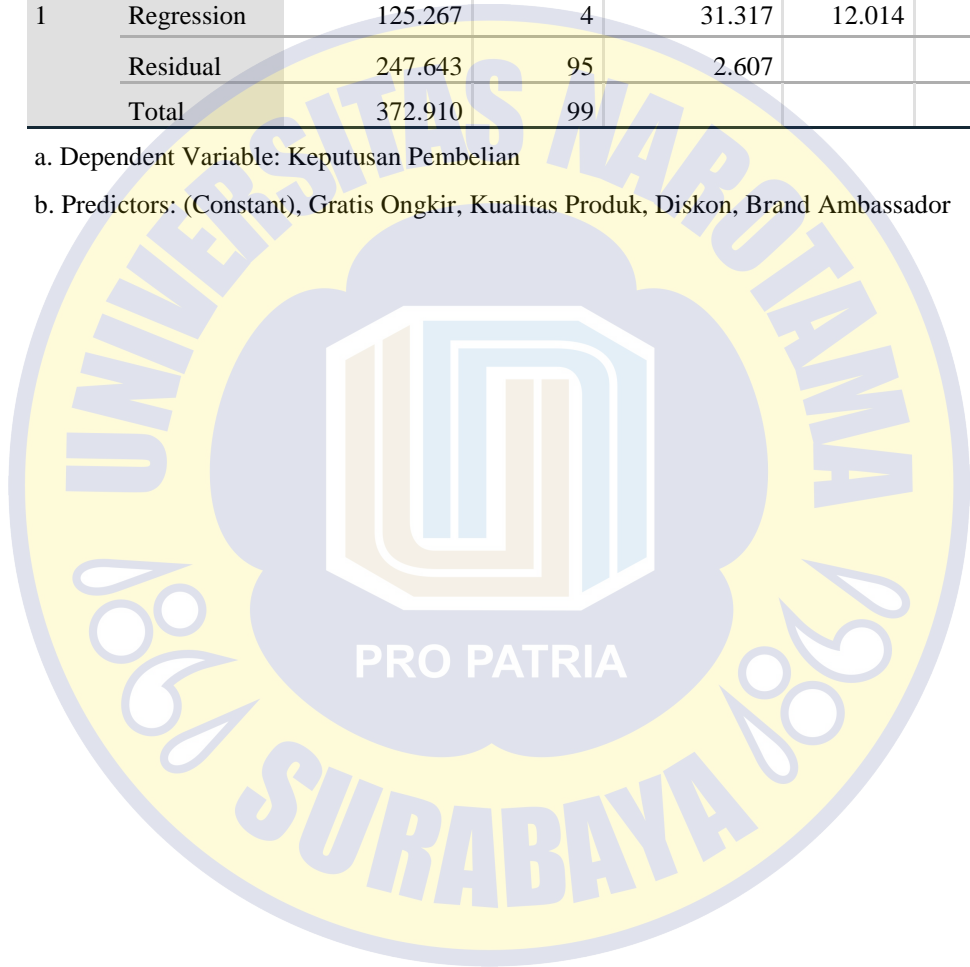 1 Regression 125.267 4 31.317 12.014
Residual 247.643 95 2.607
Total 372.910 99
a. Dependent Variable: Keputusan Pembelian
b. Predictors: (Constant), Gratis Ongkir, Kualitas Produk, Diskon, Brand Ambassador
UNIVERSITAS NAROTAMA
PRO PATRIA
SURABAYA